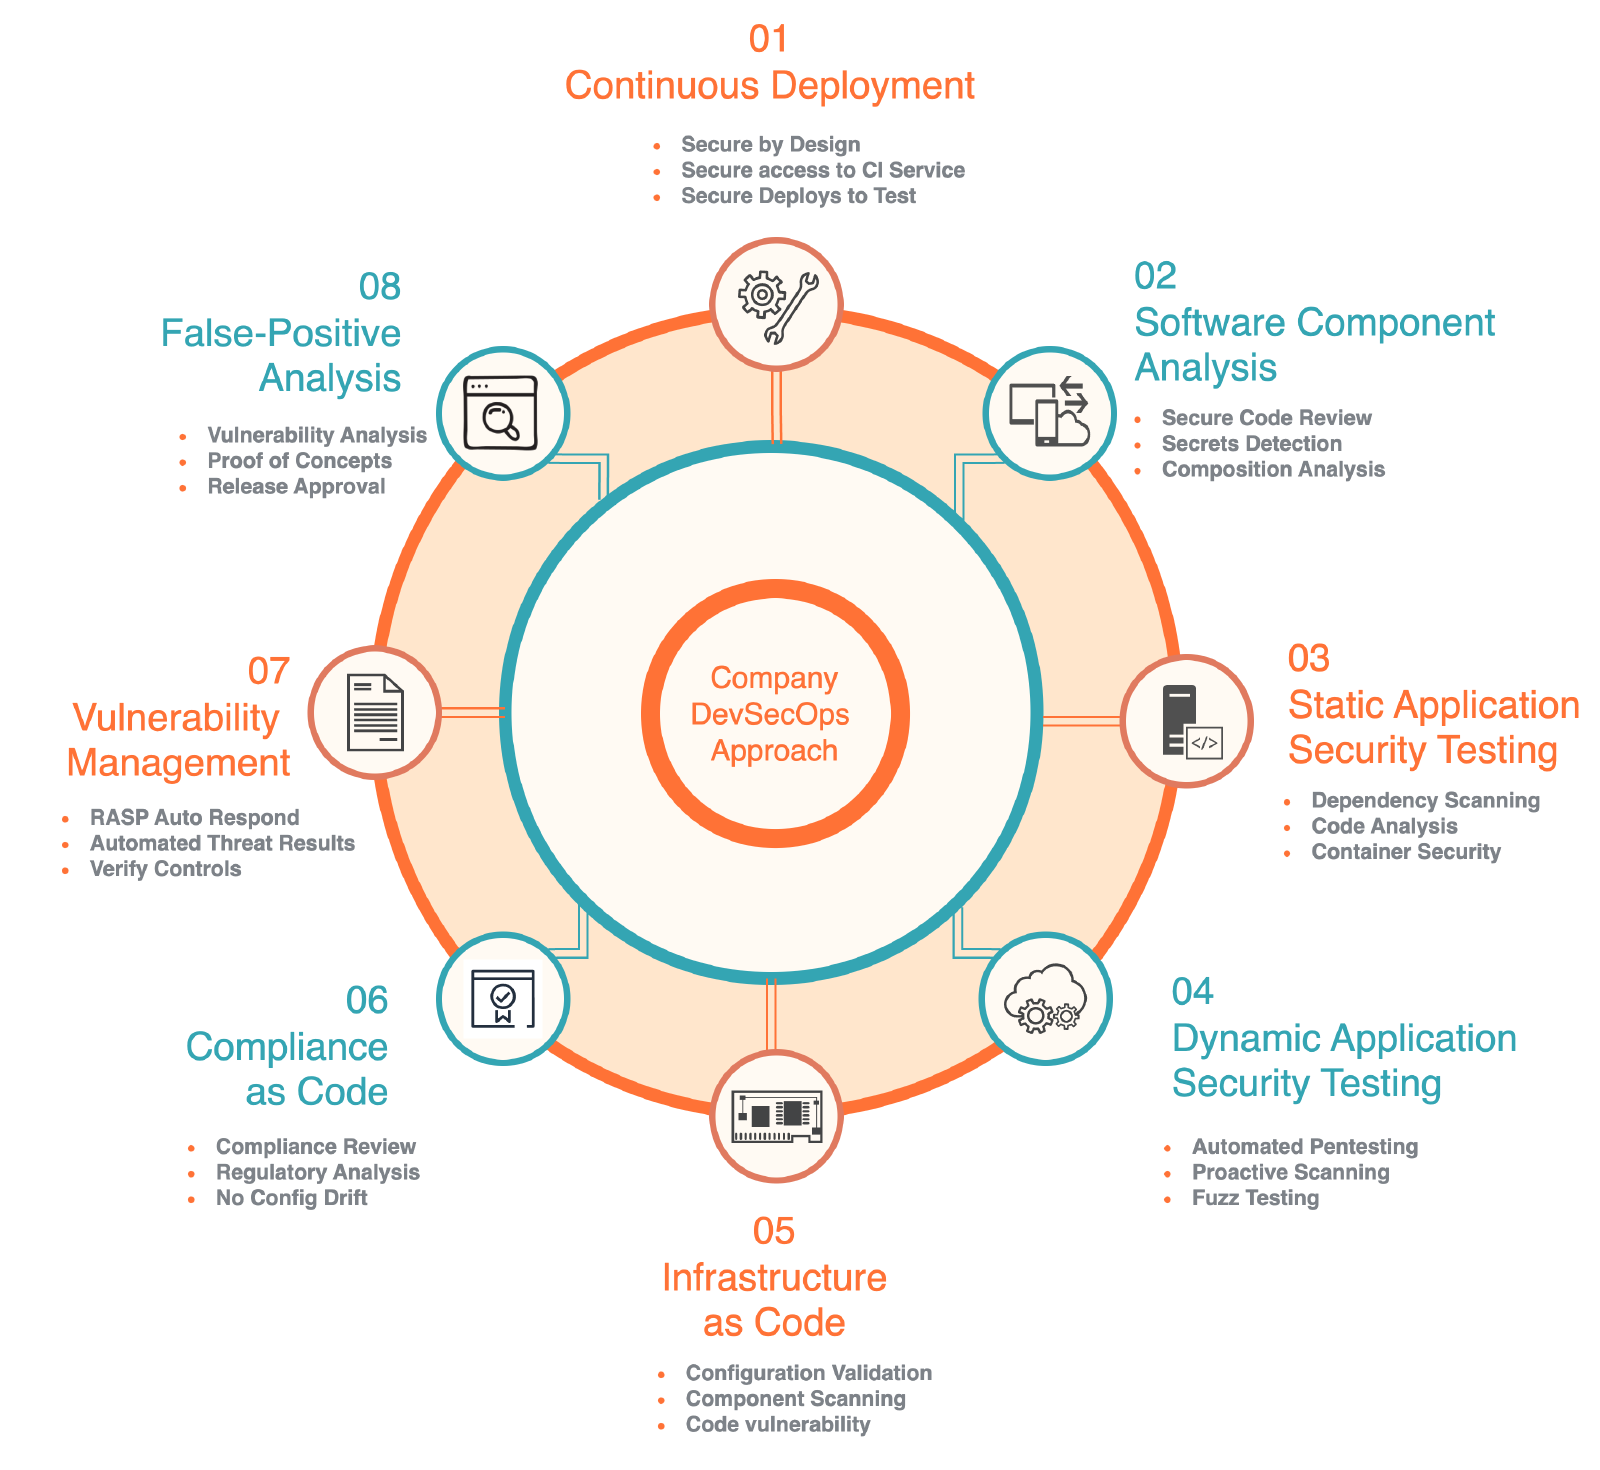 01
Continuous Deployment
• Secure by Design
• Secure access to CI Service
• Secure Deploys to Test
02
Software Component
Analysis
• Secure Code Review
• Secrets Detection
• Composition Analysis
03
Static Application
Security Testing
• Dependency Scanning
• Code Analysis
• Container Security
</>
04
Dynamic Application
Security Testing
• Automated Pentesting
• Proactive Scanning
• Fuzz Testing
05
Infrastructure
as Code
• Configuration Validation
• Component Scanning
• Code vulnerability
06
Compliance
as Code
• Compliance Review
• Regulatory Analysis
• No Config Drift
07
Vulnerability
Management
• RASP Auto Respond
• Automated Threat Results
• Verify Controls
08
False-Positive
Analysis
• Vulnerability Analysis
• Proof of Concepts
• Release Approval
Company
DevSecOps
Approach